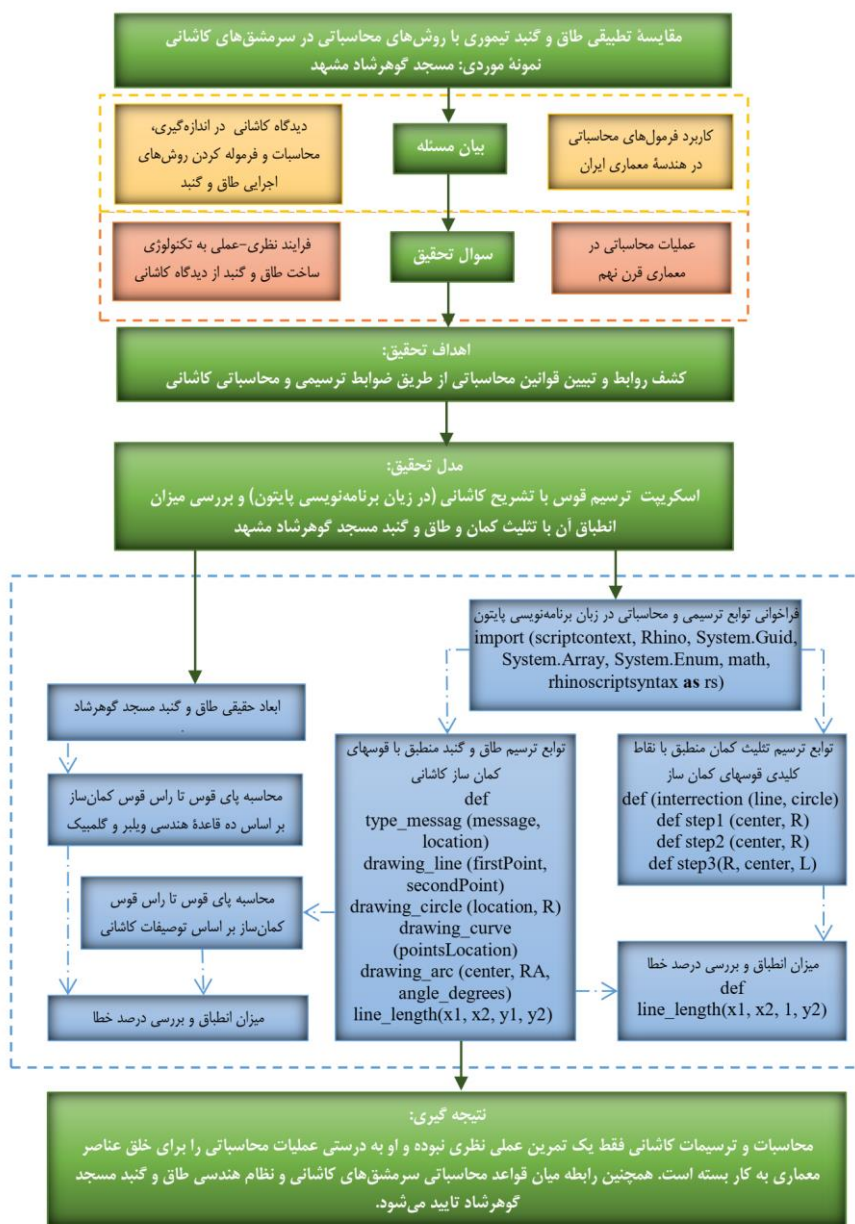 مقایسهٔ تطبیقی طاق و گنبد تیموری با روش‌های محاسباتی در سرمشق‌های کاشانی
نمونهٔ موردی: مسجد گوهرشاد مشهد
کاربرد فرمول‌های محاسباتی
در هندسهٔ معماری ایران
بیان مسئله
دیدگاه کاشانی در اندازه‌گیری،
محاسبات و فرموله کردن روش‌های
اجرایی طاق و گنبد
عملیات محاسباتی در
معماری قرن نهم
سوال تحقیق
فرایند نظری-عملی به تکنولوژی
ساخت طاق و گنبد از دیدگاه کاشانی
اهداف تحقیق:
کشف روابط و تبیین قوانین محاسباتی از طریق ضوابط ترسیمی و محاسباتی کاشانی
مدل تحقیق:
اسکریپت ترسیم قوس با تشریح کاشانی (در زبان برنامه‌نویسی پایتون) و بررسی میزان
انطباق آن با تثلیث کمان و طاق و گنبد مسجد گوهرشاد مشهد
فراخوانی توابع ترسیمی و محاسباتی در زبان برنامه‌نویسی پایتون
import (scriptcontext, Rhino, System.Guid,
System.Array, System.Enum, math,
rhinoscriptsyntax as rs)
توابع ترسیم تثلیث کمان منطبق با نقاط
کلیدی قوسهای کمان ساز
def (interrection (line, circle)
def step1 (center, R)
def step2 (center, R)
def step3(R, center, L)
میزان انطباق و بررسی درصد خطا
def
line_length(x1, x2, 1, y2)
توابع ترسیم طاق و گنبد منطبق با قوسهای
کمان ساز کاشانی
def
type_messag (message,
location)
drawing_line (firstPoint,
secondPoint)
drawing_circle (location, R)
drawing_curve
(pointsLocation)
drawing_arc (center, RA,
angle_degrees)
line_length(x1, x2, y1, y2)
ابعاد حقیقی طاق و گنبد مسجد گوهرشاد
.
محاسبه پای قوس تا راس قوس کمان‌ساز
بر اساس ده قاعدهٔ هندسی ویلبر و گلمبیک
محاسبه پای قوس تا راس قوس
کمان‌ساز بر اساس توصیفات کاشانی
میزان انطباق و بررسی درصد خطا
نتیجه گیری:
محاسبات و ترسیمات کاشانی فقط یک تمرین عملی نظری نبوده و او به درستی عملیات محاسباتی را برای خلق عناصر
معماری به کار بسته است. همچنین رابطه میان قواعد محاسباتی سرمشق‌های کاشانی و نظام هندسی طاق و گنبد مسجد
گوهرشاد تایید می‌شود.